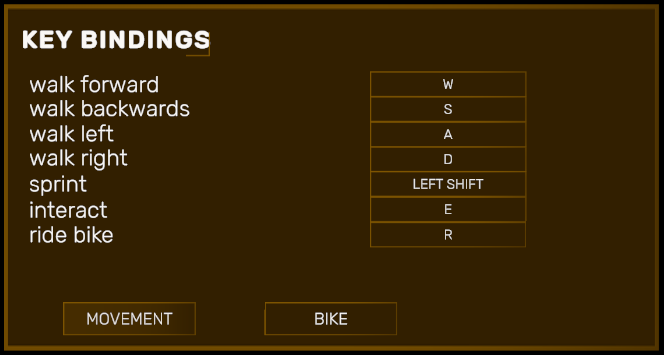 KEY BINDINGS
walk forward W
walk backwards S
walk left A
walk right D
sprint LEFT SHIFT
interact E
ride bike R
MOVEMENT BIKE